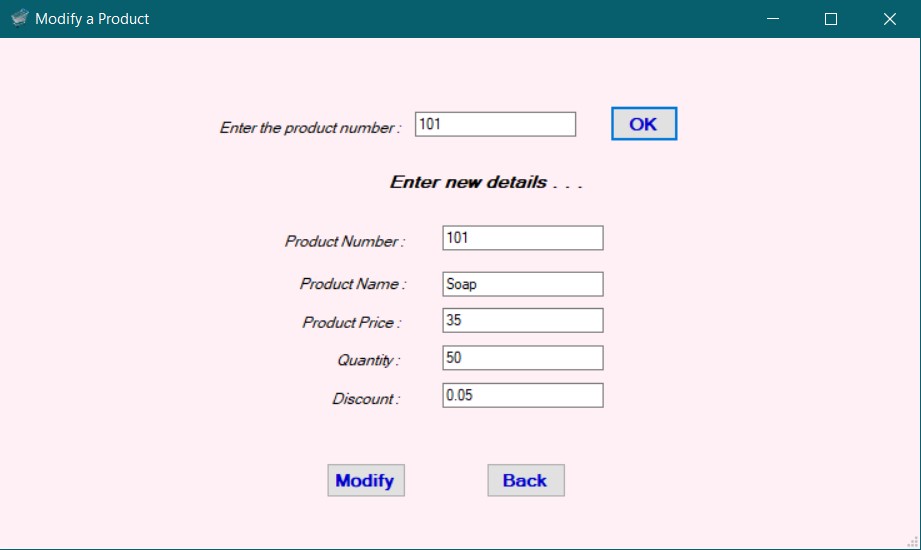 Modify a Product
Enter the product number : 101 OK
Enter new details . . .
Product Number : 101
Product Name : Soap
Product Price : 35
Quantity : 50
Discount : 0.05
Modify Back